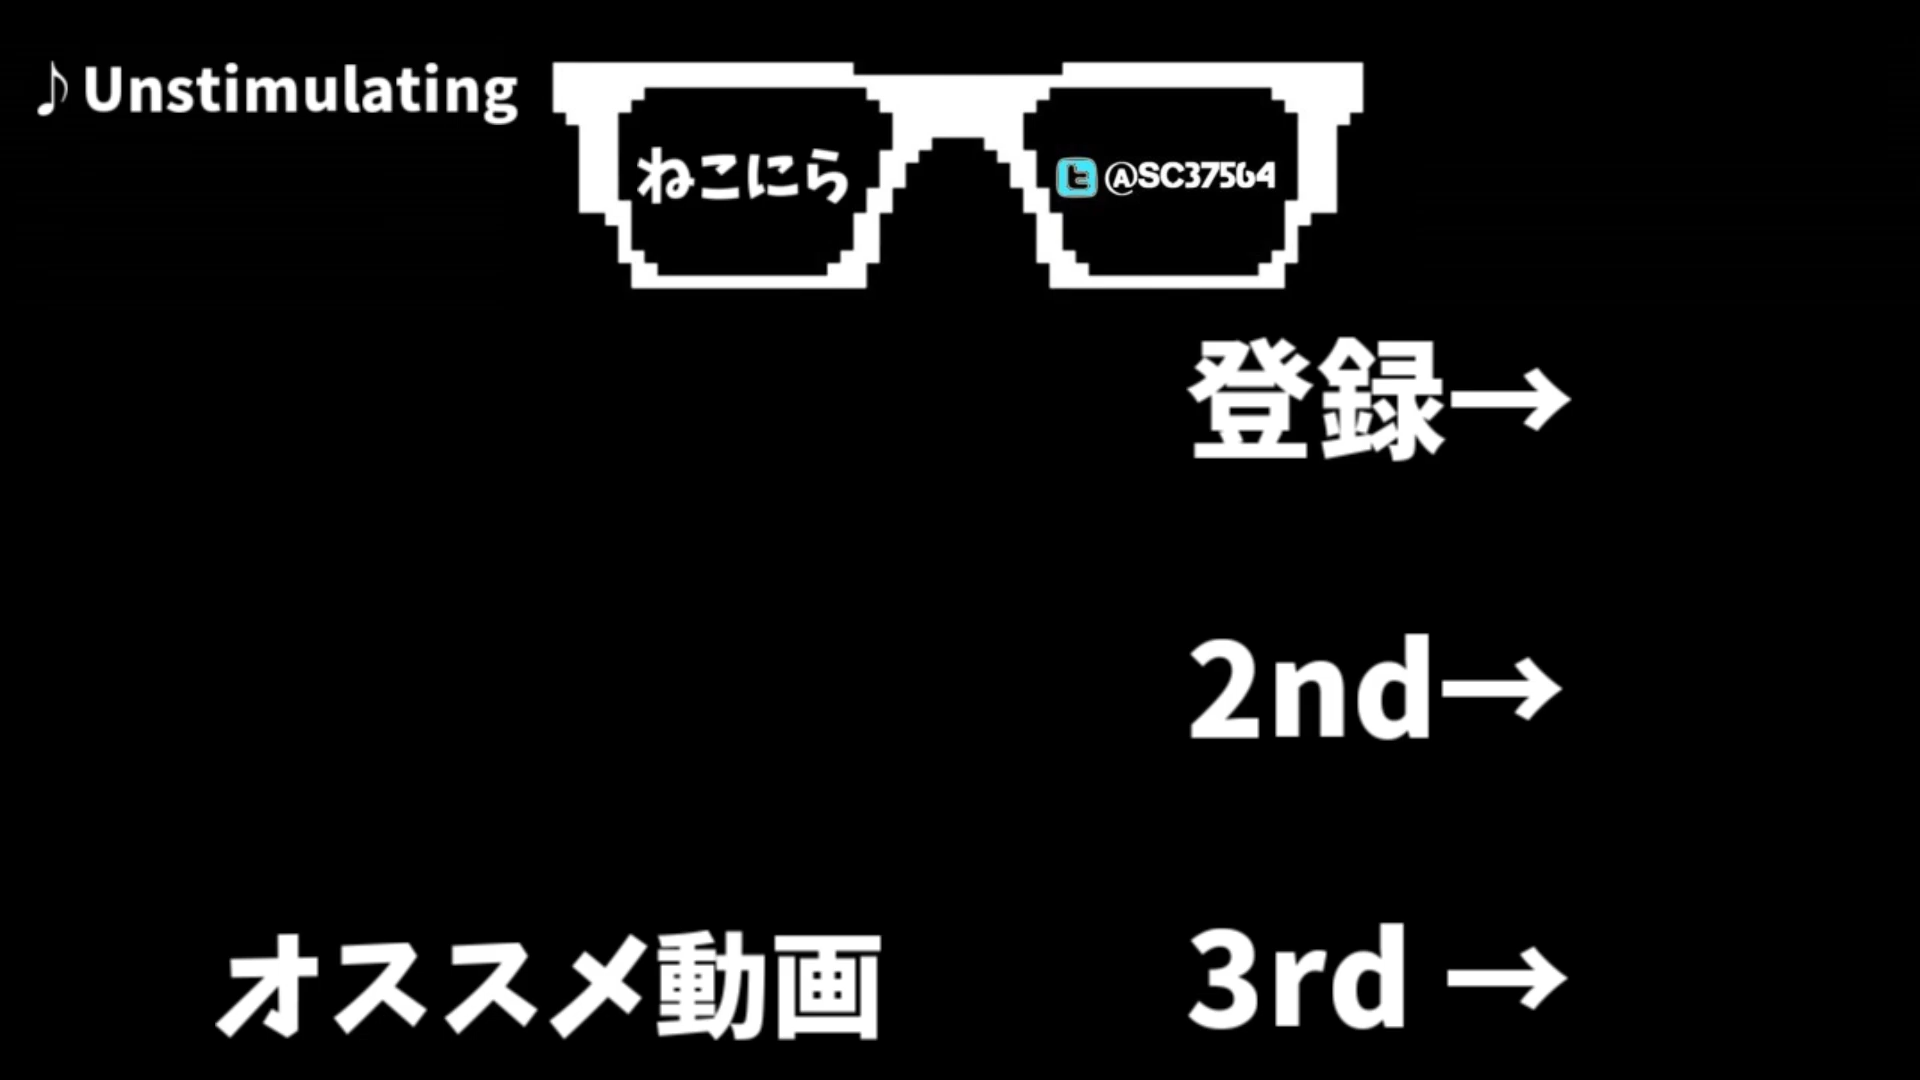 ♪Unstimulating
ねこにら
@SC37564
登録→
2nd→
オススメ動画
3rd→